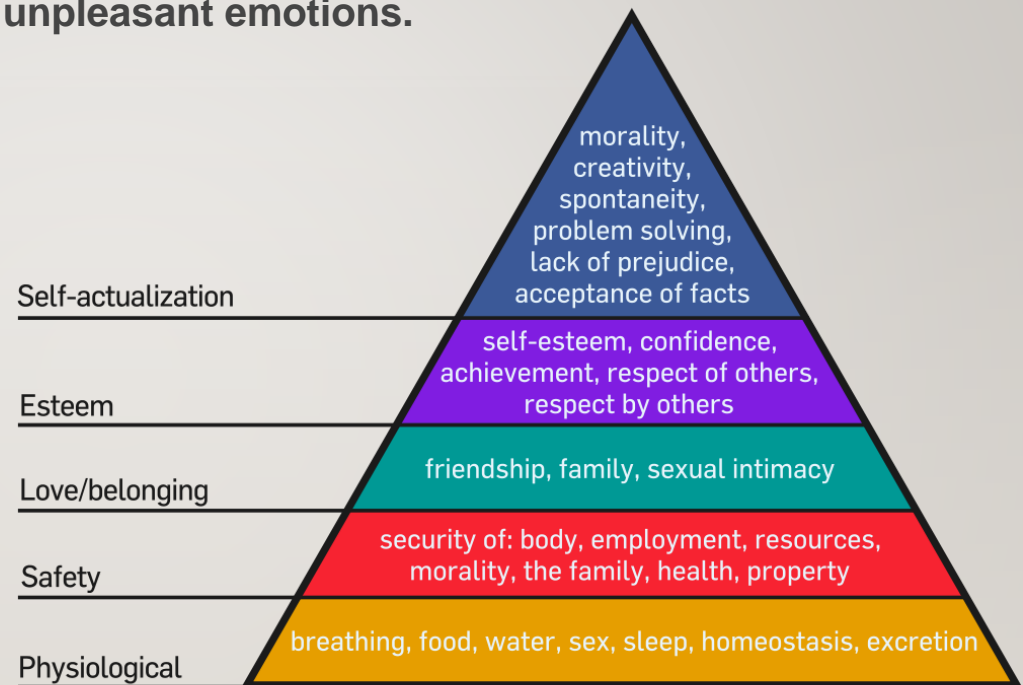 unpleasant emotions.
morality,
creativity,
spontaneity,
problem solving,
lack of prejudice,
acceptance of facts
Self-actualization
self-esteem, confidence,
achievement, respect of others,
respect by others
Esteem
friendship, family, sexual intimacy
Love/belonging
security of: body, employment, resources,
morality, the family, health, property
Safety
breathing, food, water, sex, sleep, homeostasis, excretion
Physiological